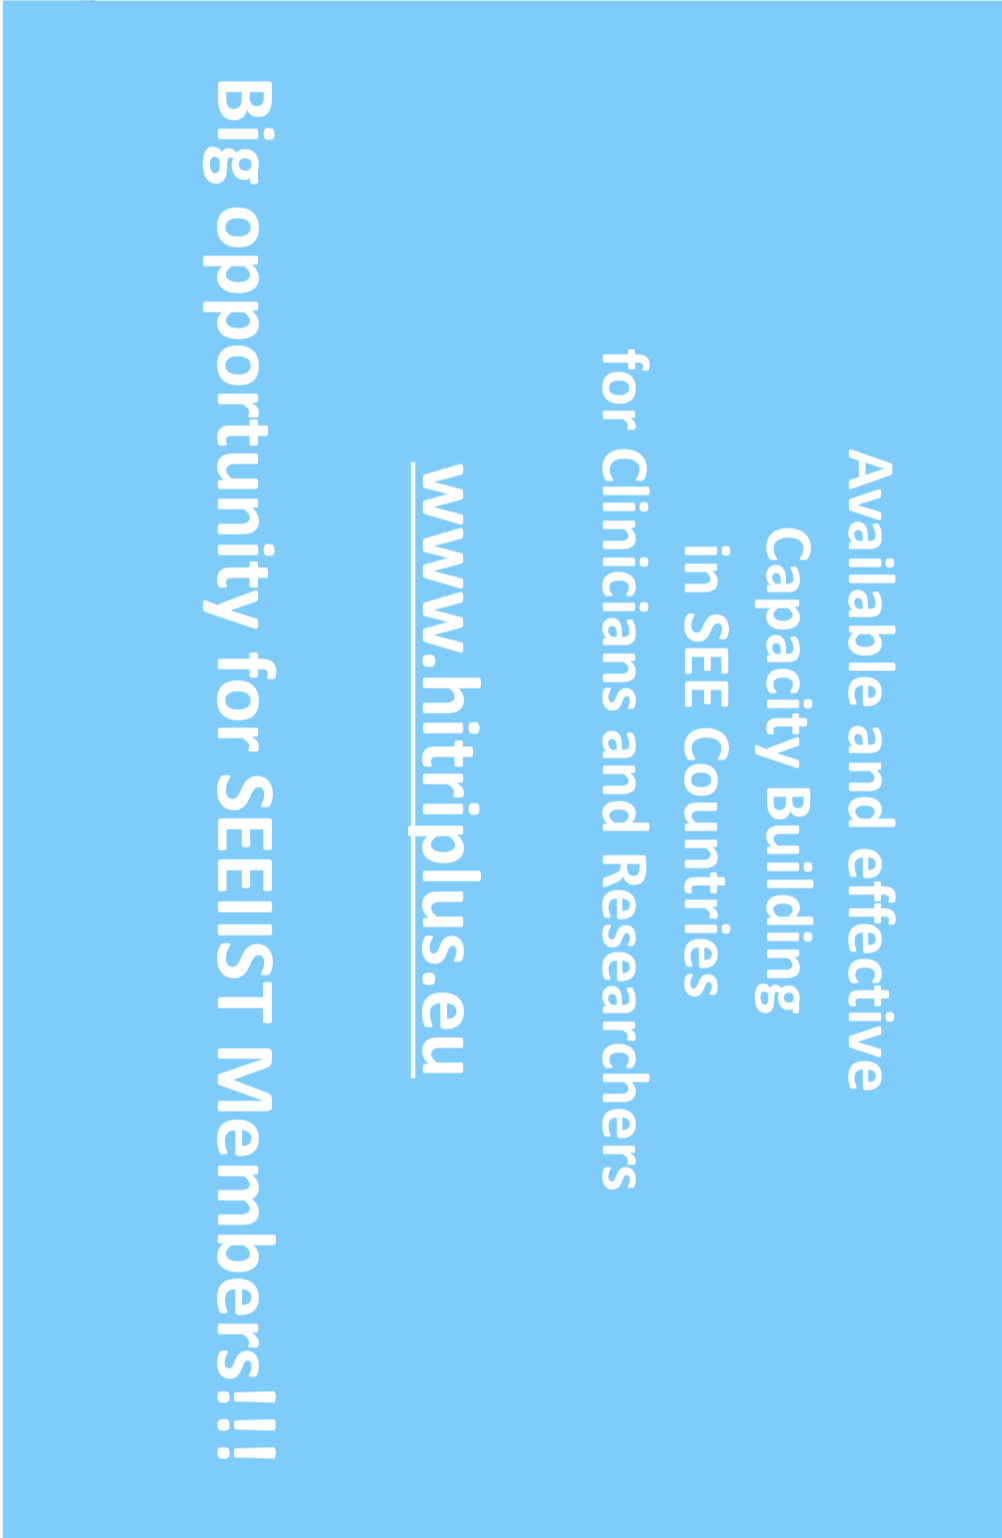 Available and effective
Capacity Building
in SEE Countries
for Clinicians and Researchers
www.hitriplus.eu
Big opportunity for SEEIIST Members!!!